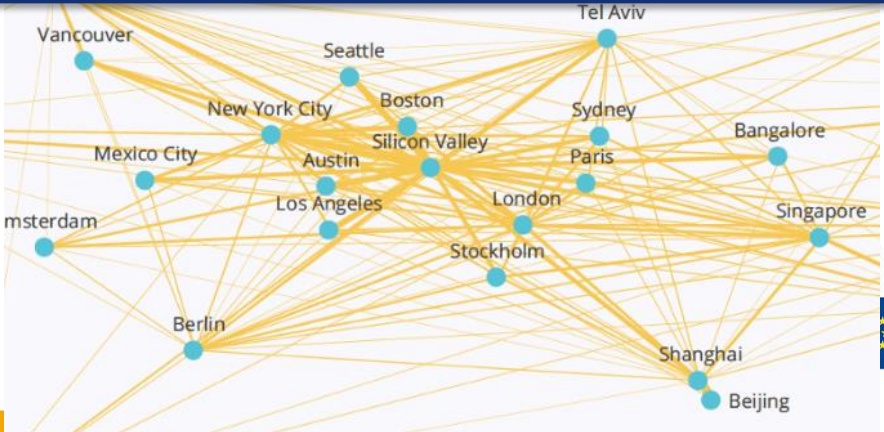 Tel Aviv
Vancouver
Seattle
Boston
New York City
Sydney
Silicon Valley
Bangalore
Mexico City
Austin
Paris
Los Angeles
London
Singapore
msterdam
Stockholm
Berlin
Shanghai
Beijing